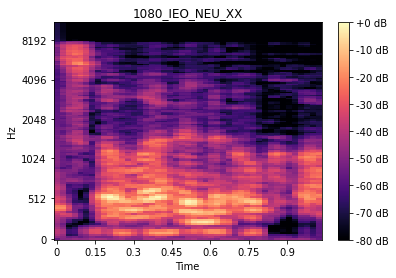 1080_IEO_NEU_XX
+0 dB
8192
-10 dB
4096
-20 dB
-30 dB
2048
Hz
-40 dB
1024
-50 dB
512
-60 dB
-70 dB
0
-80 dB
0 0.15 0.3 0.45 0.6 0.75 0.9
Time